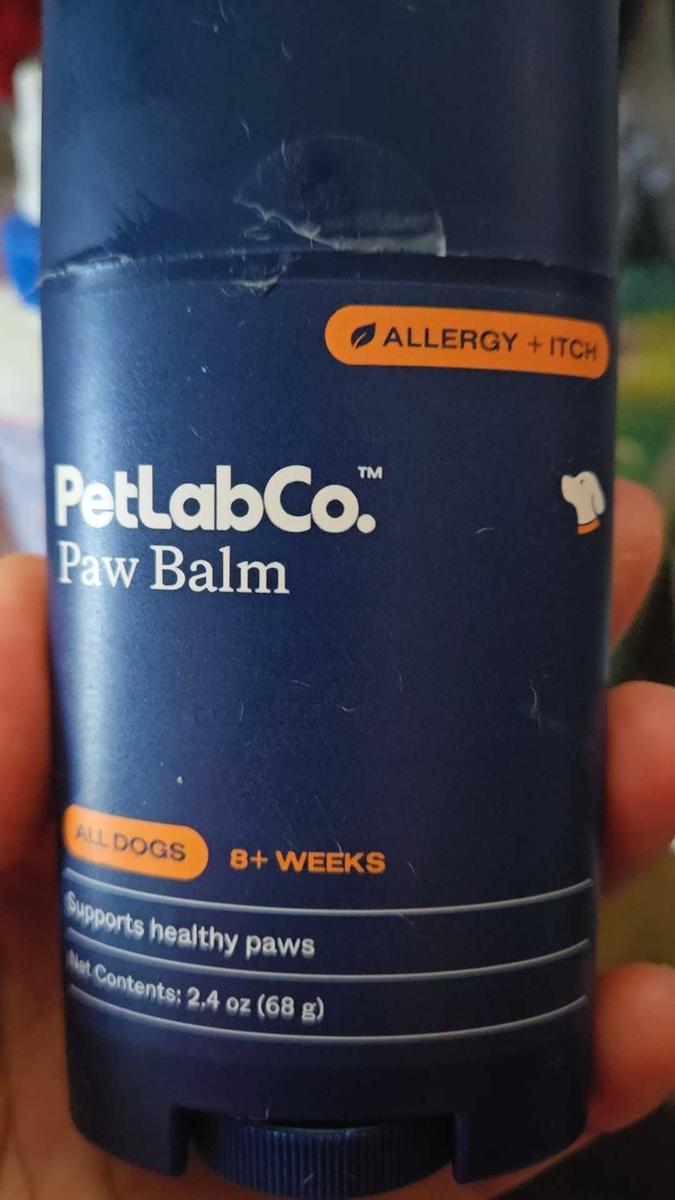 ALLERGY + ITCH
PetLabCo.™
Paw Balm
ALL DOGS 8+ WEEKS
Supports healthy paws
Net Contents: 2.4 oz (68 g)